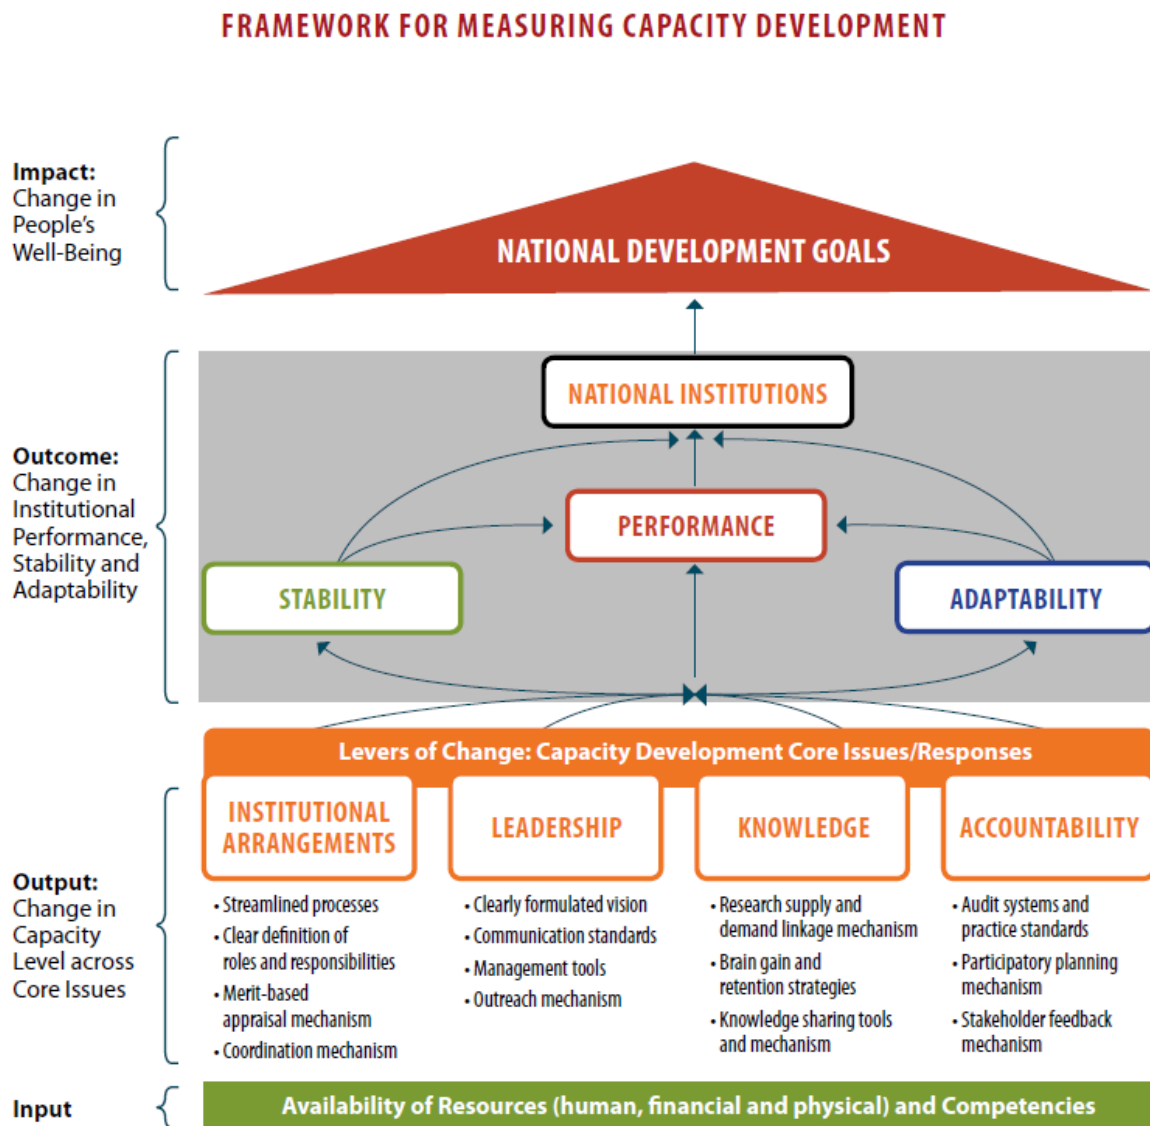 FRAMEWORK FOR MEASURING CAPACITY DEVELOPMENT
Impact:
Change in
People's
Well-Being
NATIONAL DEVELOPMENT GOALS
Outcome:
Change in
Institutional
Performance,
Stability and
Adaptability
NATIONAL INSTITUTIONS
PERFORMANCE
STABILITY
ADAPTABILITY
Levers of Change: Capacity Development Core Issues/Responses
Output:
Change in
Capacity
Level across
Core Issues
INSTITUTIONAL
ARRANGEMENTS
• Streamlined processes
• Clear definition of
roles and responsibilities
• Merit-based
appraisal mechanism
• Coordination mechanism
LEADERSHIP
• Clearly formulated vision
• Communication standards
• Management tools
• Outreach mechanism
KNOWLEDGE
• Research supply and
demand linkage mechanism
• Brain gain and
retention strategies
• Knowledge sharing tools
and mechanism
ACCOUNTABILITY
• Audit systems and
practice standards
• Participatory planning
mechanism
• Stakeholder feedback
mechanism
Input
Availability of Resources (human, financial and physical) and Competencies